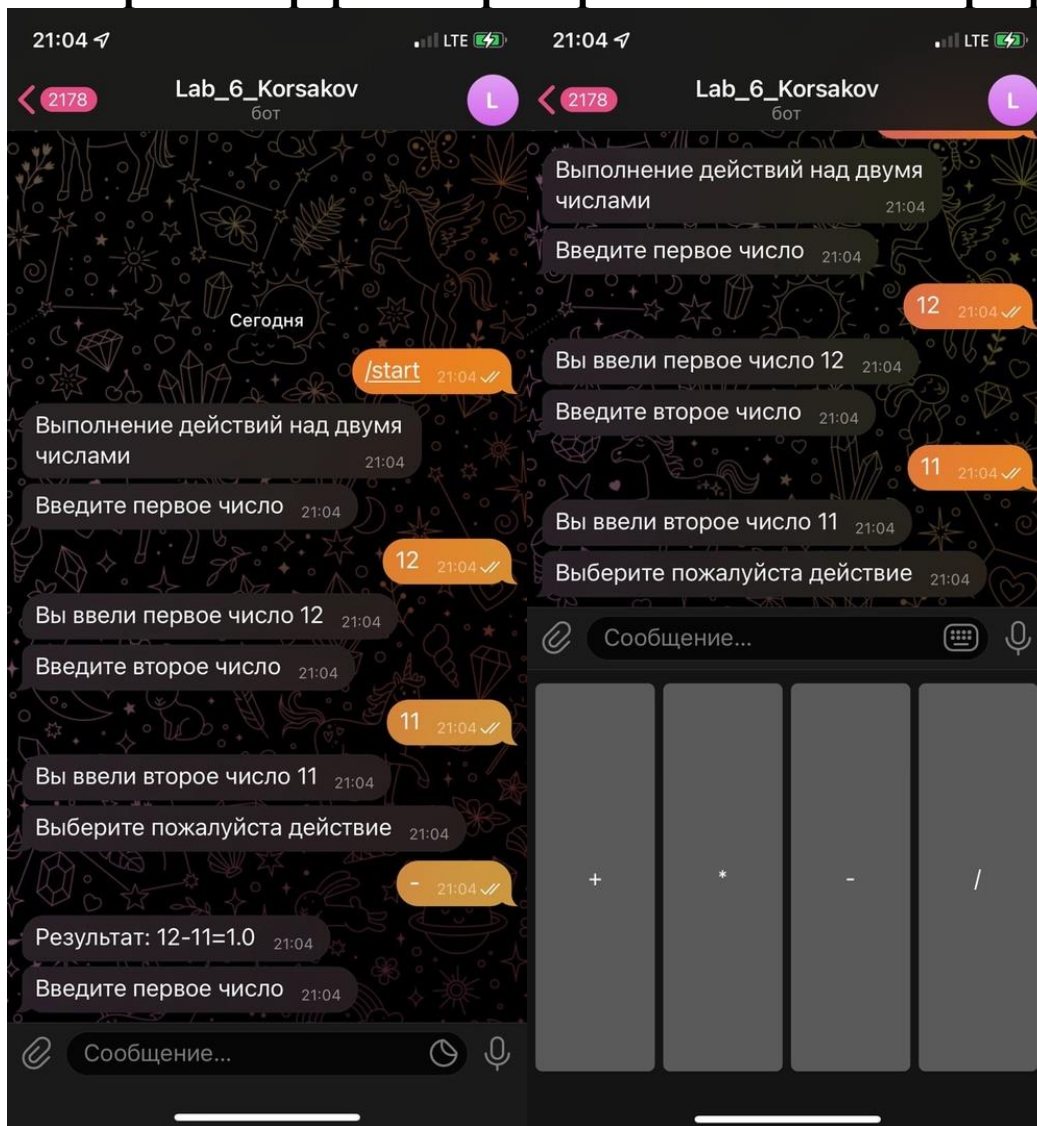 21:04
LTE
2178
Lab_6_Korsakov
бот
L
Сегодня
/start 21:04
Выполнение действий над двумя
числами 21:04
Введите первое число 21:04
12 21:04
Вы ввели первое число 12 21:04
Введите второе число 21:04
11 21:04
Вы ввели второе число 11 21:04
Выберите пожалуйста действие 21:04
- 21:04
Результат: 12-11=1.0 21:04
Введите первое число 21:04
Сообщение...
21:04
LTE
2178
Lab_6_Korsakov
бот
L
Выполнение действий над двумя
числами 21:04
Введите первое число 21:04
12 21:04
Вы ввели первое число 12 21:04
Введите второе число 21:04
11 21:04
Вы ввели второе число 11 21:04
Выберите пожалуйста действие 21:04
Сообщение...
+ * - /